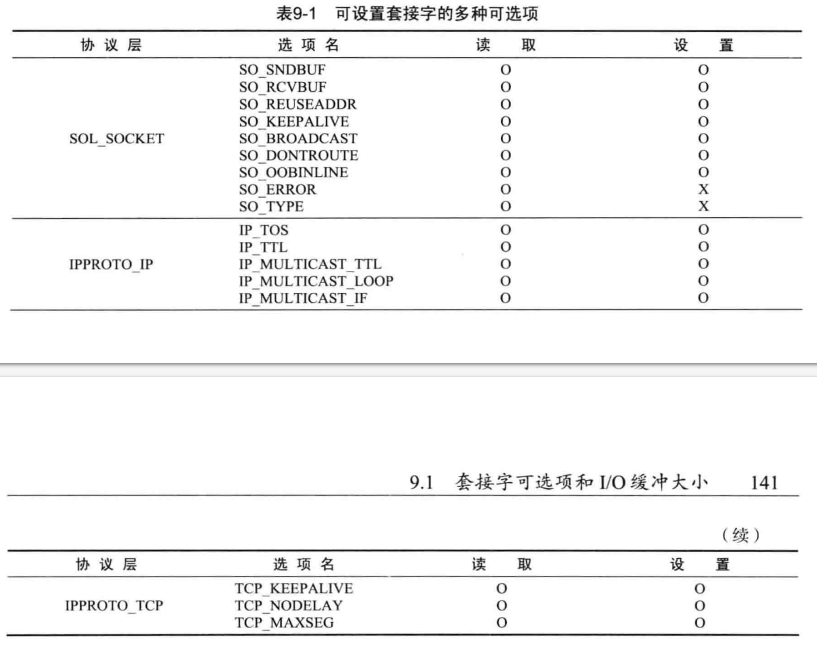 表9-1 可设置套接字的多种可选项
协议层 选项名 读取 设置
SO_SNDBUF O O
SO_RCVBUF O O
SO_REUSEADDR O O
SO_KEEPALIVE O O
SO_BROADCAST O O
SOL_SOCKET
SO_DONTROUTE O O
SO_OOBINLINE O O
SO_ERROR O X
SO_TYPE O X
IP_TOS O O
IP_TTL O O
IPPROTO_IP IP_MULTICAST_TTL O O
IP_MULTICAST_LOOP O O
IP_MULTICAST_IF O O
9.1 套接字可选项和 I/O 缓冲大小 141
（续）
协议层 选项名 读取 设置
TCP_KEEPALIVE O O
IPPROTO_TCP TCP_NODELAY O O
TCP_MAXSEG O O